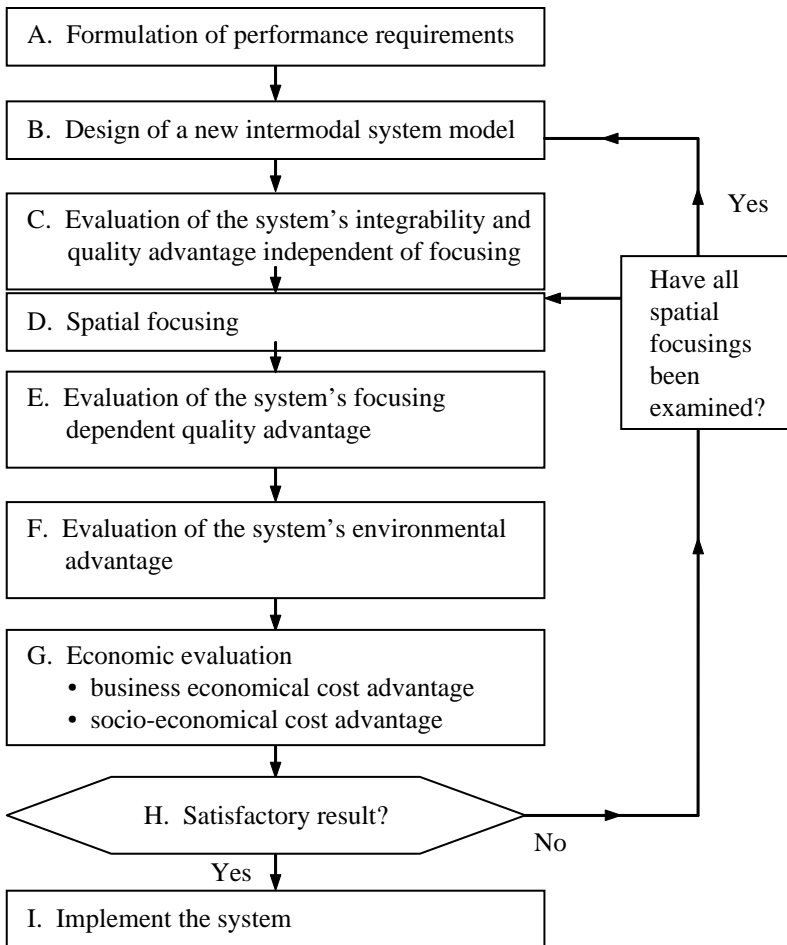 A. Formulation of performance requirements
B. Design of a new intermodal system model
C. Evaluation of the system’s integrability and
quality advantage independent of focusing
D. Spatial focusing
E. Evaluation of the system’s focusing
dependent quality advantage
F. Evaluation of the system’s environmental
advantage
G. Economic evaluation
• business economical cost advantage
• socio-economical cost advantage
H. Satisfactory result?
No
Yes
I. Implement the system
Have all
spatial
focusings
been
examined?
Yes